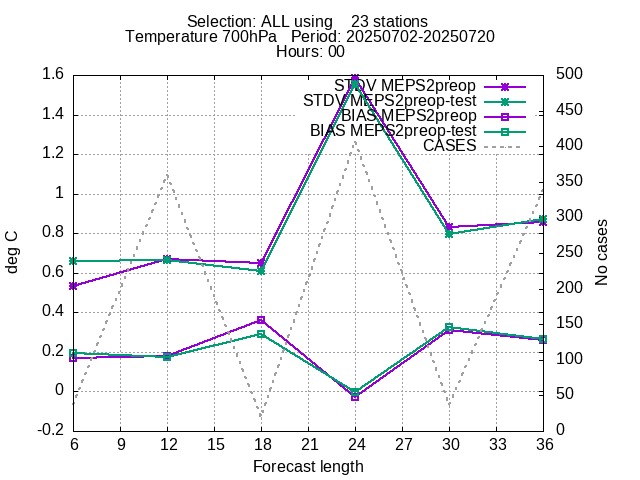 Selection: ALL using 23 stations
Temperature 700hPa Period: 20250702-20250720
Hours: 00
STDV MEPS2preop
STDV MEPS2preop-test
BIAS MEPS2preop
BIAS MEPS2preop-test
CASES
1.6
1.4
1.2
1
0.8
0.6
0.4
0.2
0
-0.2
deg C
500
450
400
350
300
250
200
150
100
50
0
No cases
6 9 12 15 18 21 24 27 30 33 36
Forecast length